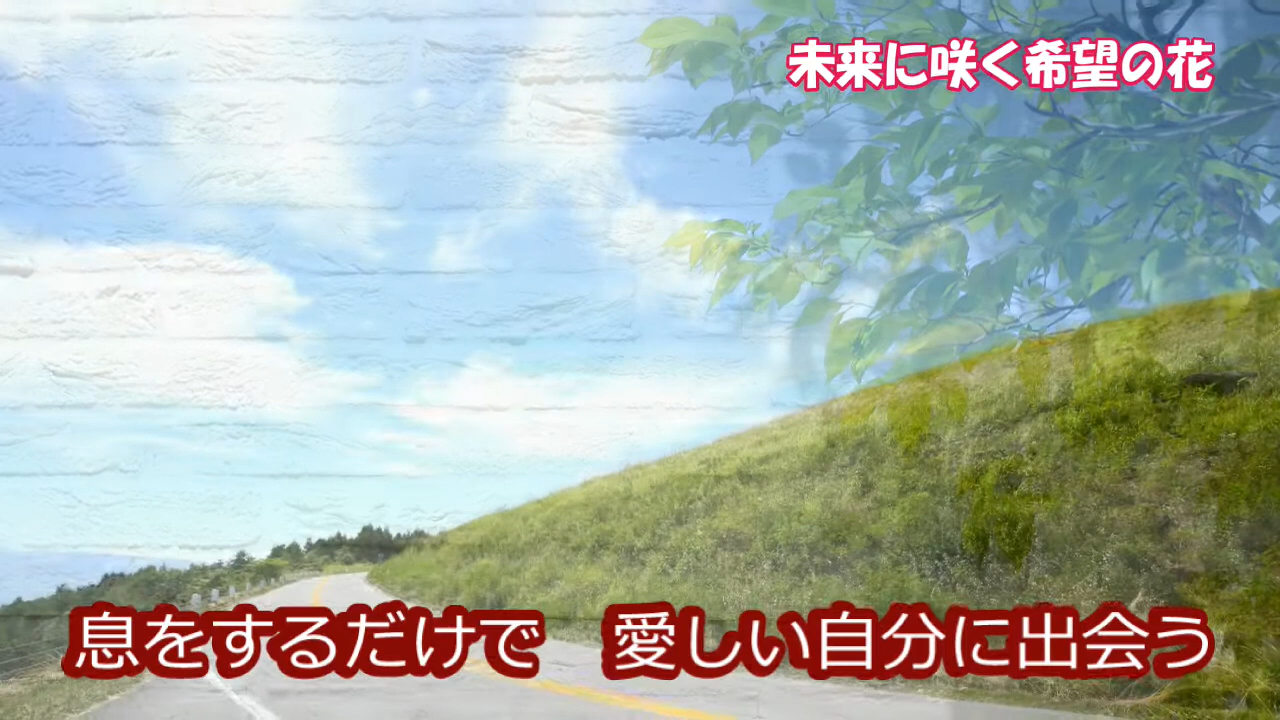 未来に咲く希望の花
息をするだけで　愛しい自分に出会う